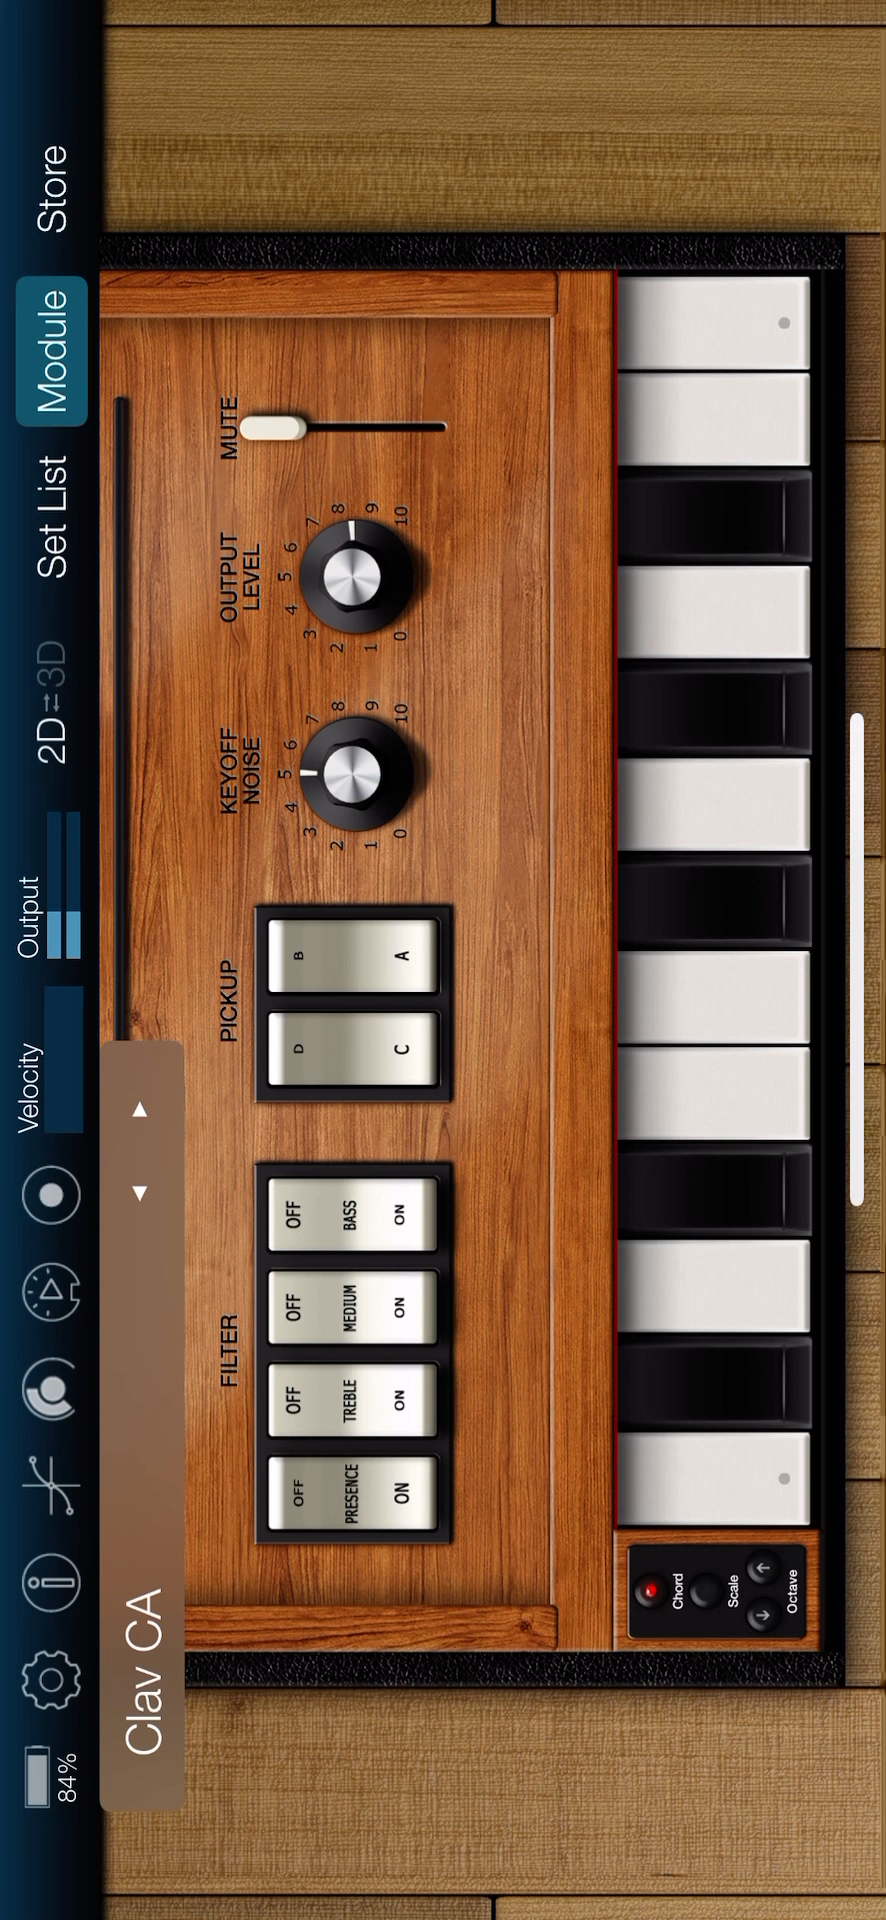 84%
Velocity
Output
2D⇄3D
Set List
Module
Store
Clav CA
FILTER
PICKUP
KEYOFF
NOISE
OUTPUT
LEVEL
MUTE
OFF
PRESENCE
ON
OFF
TREBLE
ON
OFF
MEDIUM
ON
OFF
BASS
ON
D
C
B
A
0 1 2 3 4 5 6 7 8 9 10
0 1 2 3 4 5 6 7 8 9 10
Chord
Scale
Octave